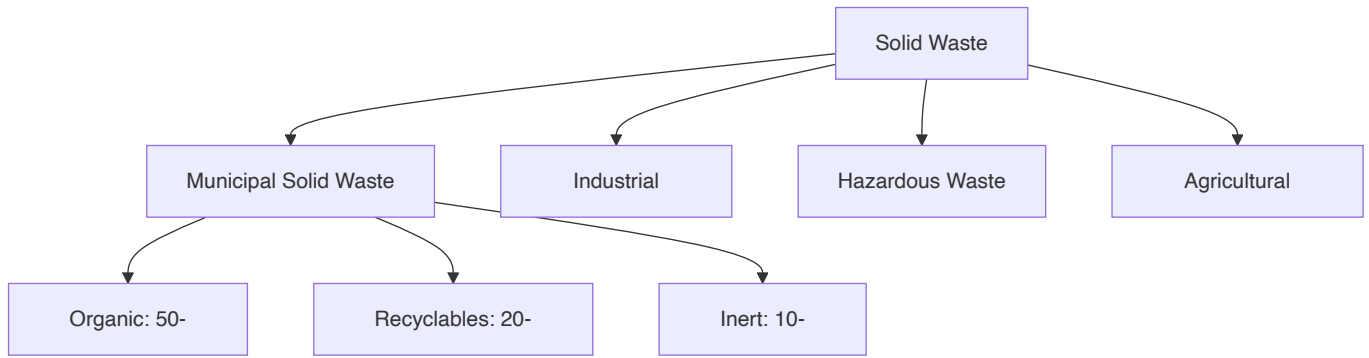 Solid Waste
Municipal Solid Waste
Industrial
Hazardous Waste
Agricultural
Organic: 50-
Recyclables: 20-
Inert: 10-